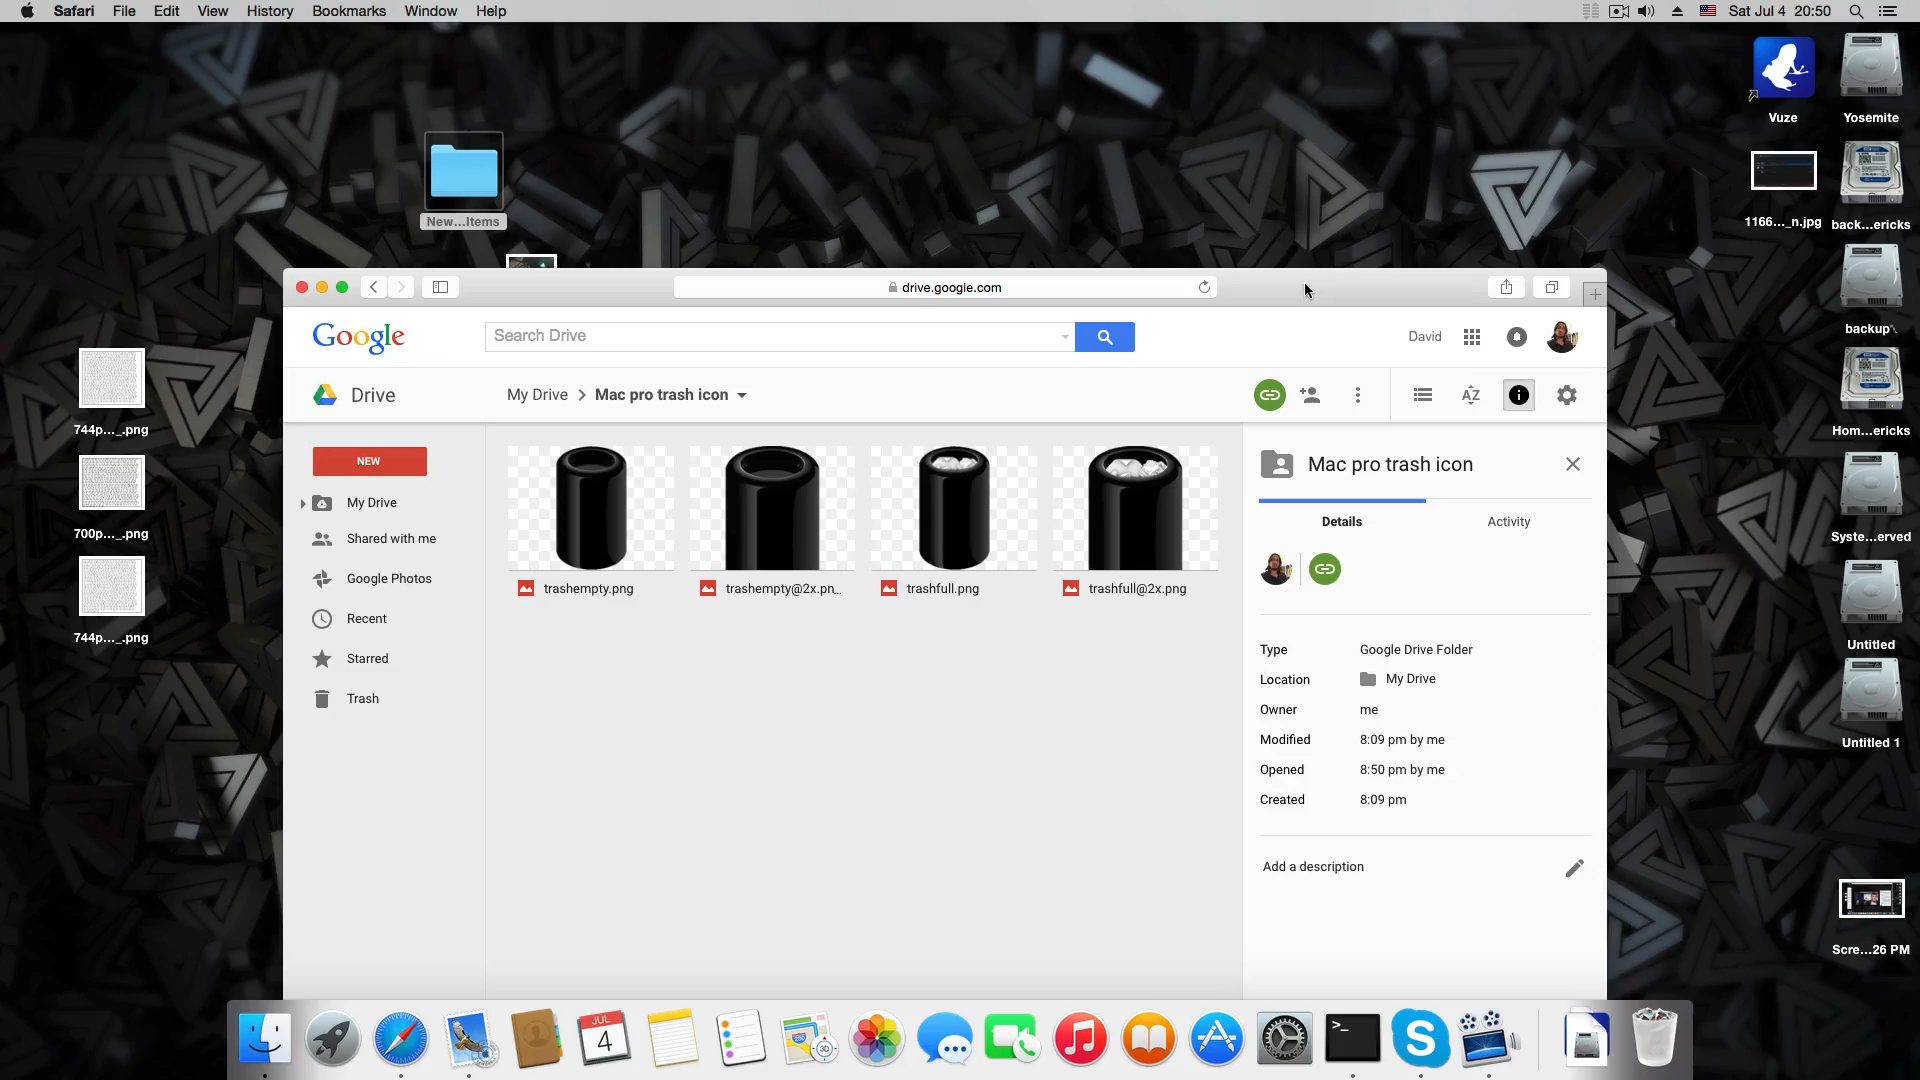 Safari File Edit View History Bookmarks Window Help
Sat Jul 4 20:50
Vuze
Yosemite
New...Items
1166..._n.jpg
back...ericks
drive.google.com
backup
Google
Search Drive
David
Drive
My Drive
Mac pro trash icon
AZ
744p..._.png
Hom...ericks
NEW
Mac pro trash icon
My Drive
Details
Activity
700p..._.png
Shared with me
Syste...erved
Google Photos
trashempty.png
trashempty@2x.pn...
trashfull.png
trashfull@2x.png
Recent
744p..._.png
Type
Google Drive Folder
Untitled
Starred
Location
My Drive
Trash
Owner
me
Modified
8:09 pm by me
Untitled 1
Opened
8:50 pm by me
Created
8:09 pm
Add a description
Scre...26 PM
JUL
4
30
>_